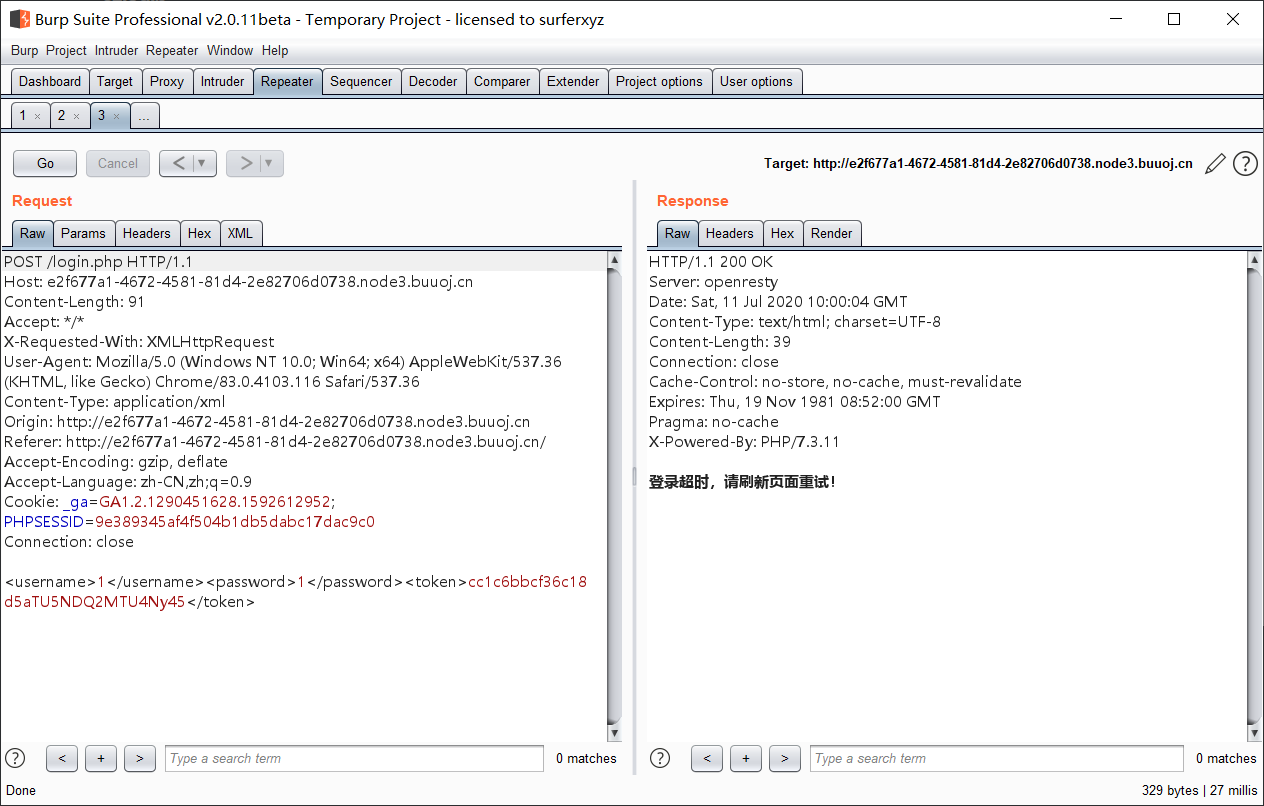 Burp Suite Professional v2.0.11beta - Temporary Project - licensed to surferxyz
Burp Project Intruder Repeater Window Help
Dashboard Target Proxy Intruder Repeater Sequencer Decoder Comparer Extender Project options User options
1 × 2 × 3 × ...
Go Cancel < ▼ > ▼ Target: http://e2f677a1-4672-4581-81d4-2e82706d0738.node3.buuoj.cn ?
Request
Raw Params Headers Hex XML
POST /login.php HTTP/1.1
Host: e2f677a1-4672-4581-81d4-2e82706d0738.node3.buuoj.cn
Content-Length: 91
Accept: */*
X-Requested-With: XMLHttpRequest
User-Agent: Mozilla/5.0 (Windows NT 10.0; Win64; x64) AppleWebKit/537.36
(KHTML, like Gecko) Chrome/83.0.4103.116 Safari/537.36
Content-Type: application/xml
Origin: http://e2f677a1-4672-4581-81d4-2e82706d0738.node3.buuoj.cn
Referer: http://e2f677a1-4672-4581-81d4-2e82706d0738.node3.buuoj.cn/
Accept-Encoding: gzip, deflate
Accept-Language: zh-CN,zh;q=0.9
Cookie: _ga=GA1.2.1290451628.1592612952;
PHPSESSID=9e389345af4f504b1db5dabc17dac9c0
Connection: close
<username>1</username><password>1</password><token>cc1c6bbcf36c18
d5aTU5NDQ2MTU4Ny45</token>
? < + > Type a search term 0 matches
Response
Raw Headers Hex Render
HTTP/1.1 200 OK
Server: openresty
Date: Sat, 11 Jul 2020 10:00:04 GMT
Content-Type: text/html; charset=UTF-8
Content-Length: 39
Connection: close
Cache-Control: no-store, no-cache, must-revalidate
Expires: Thu, 19 Nov 1981 08:52:00 GMT
Pragma: no-cache
X-Powered-By: PHP/7.3.11
登录超时，请刷新页面重试！
? < + > Type a search term 0 matches
Done 329 bytes | 27 millis